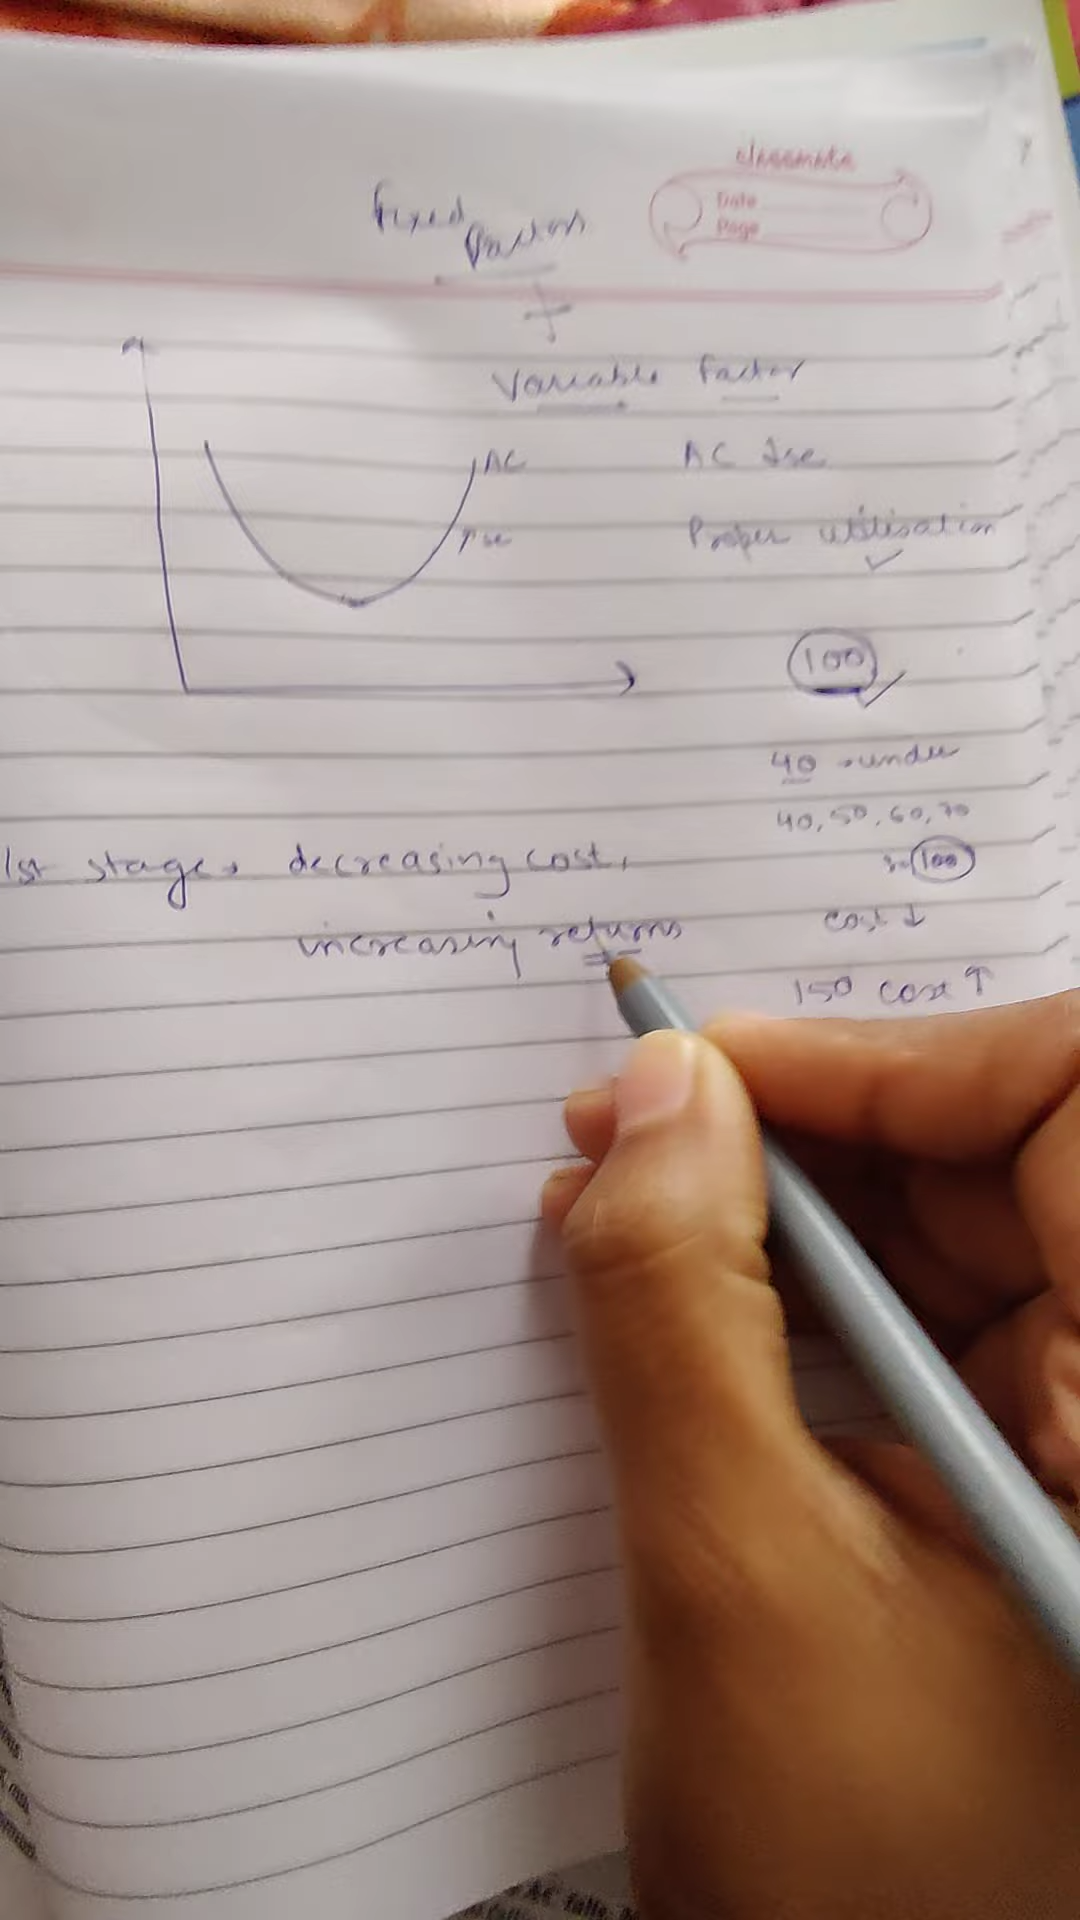 classmate
Date
Page
Fixed
Factors
+
Variable Factor
AC
AC
Proper utilisation
100
40 → under
40, 50, 60, 70
100
1st stage → decreasing cost,
increasing returns
cost ↓
150 cost ↑